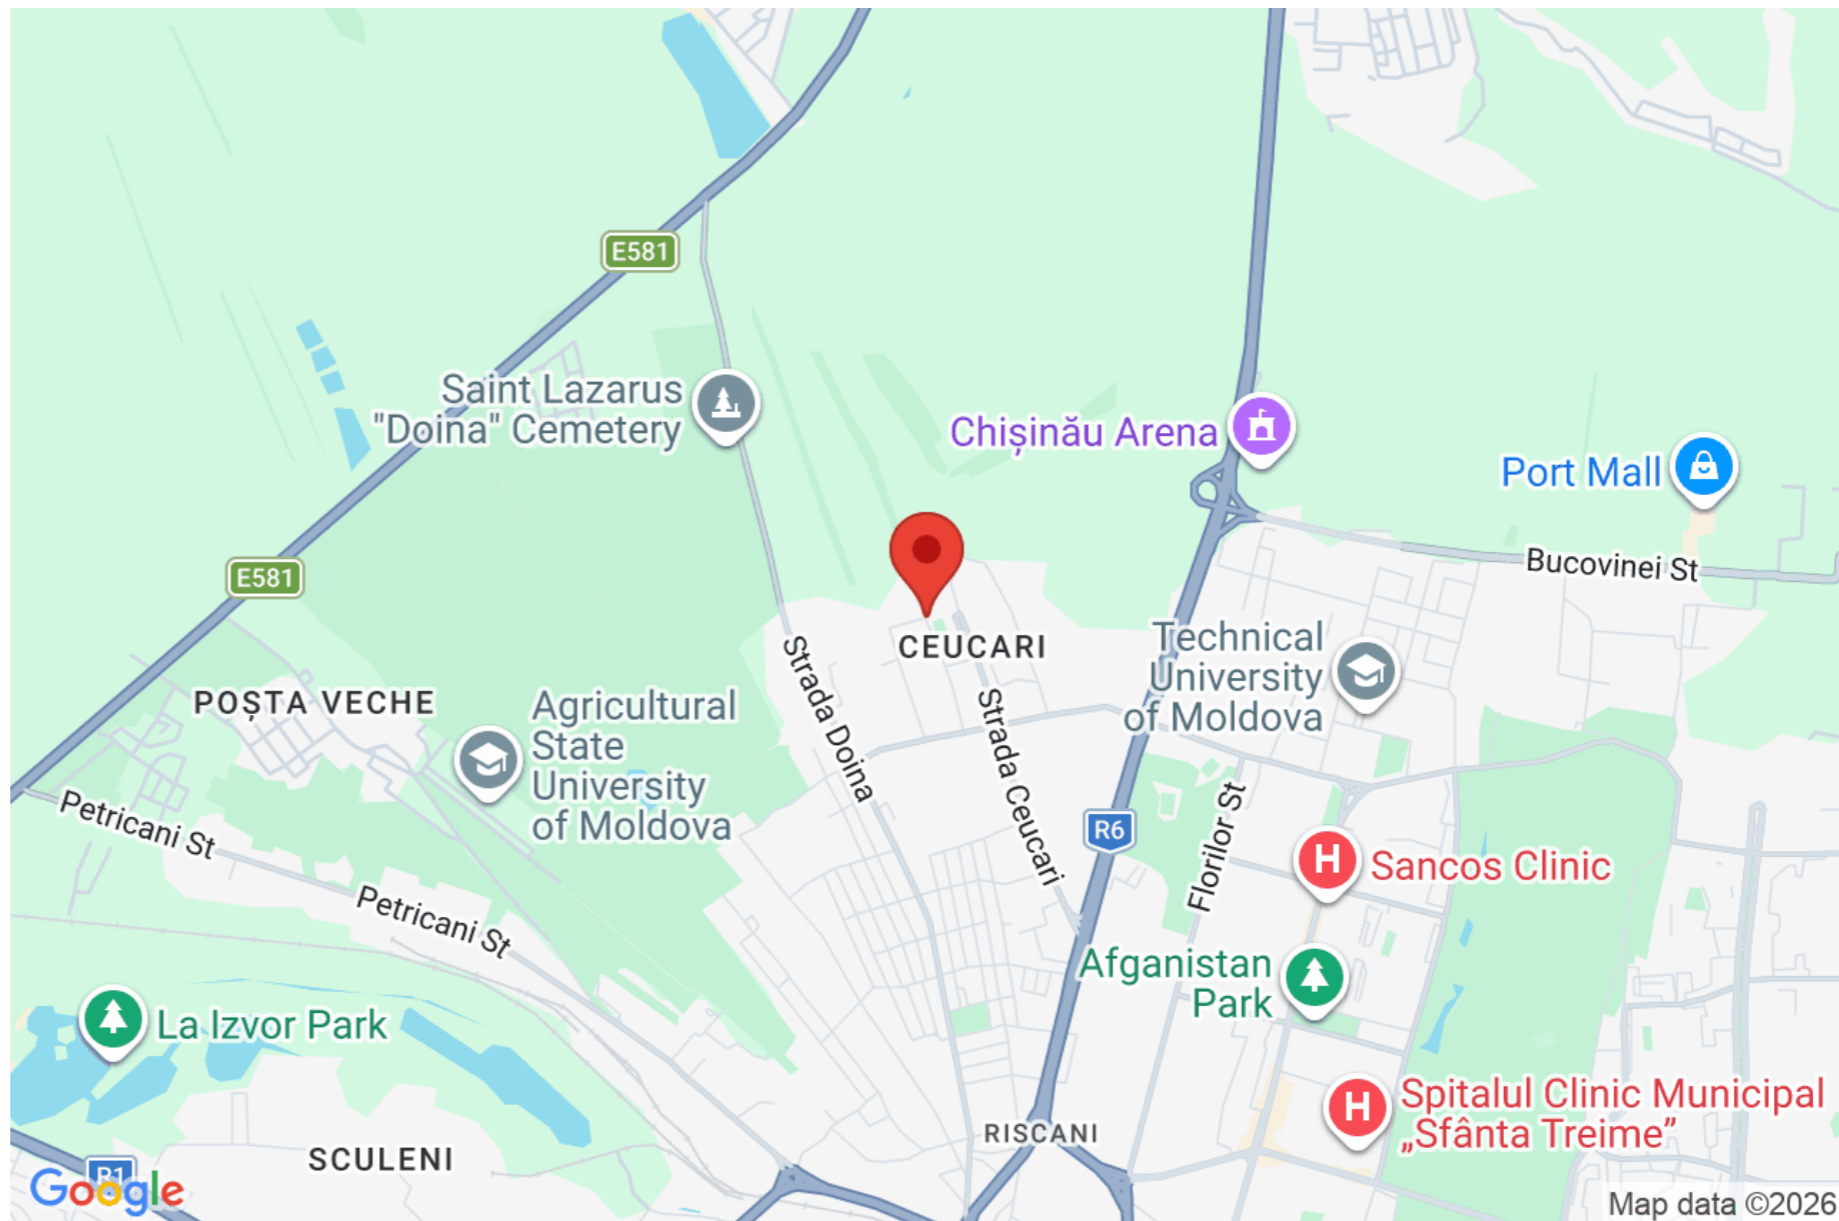 E581
Saint Lazarus
"Doina" Cemetery
Chișinău Arena
Port Mall
E581
Bucovinei St
CEUCARI
Technical
University
of Moldova
Strada Doina
POȘTA VECHE
Agricultural
State
University
of Moldova
Strada Ceucari
Petricani St
Florilor St
R6
H
Sancos Clinic
Petricani St
Afganistan
Park
La Izvor Park
H
Spitalul Clinic Municipal
„Sfânta Treime”
RISCANI
SCULENI
R1
Google
Map data ©2026